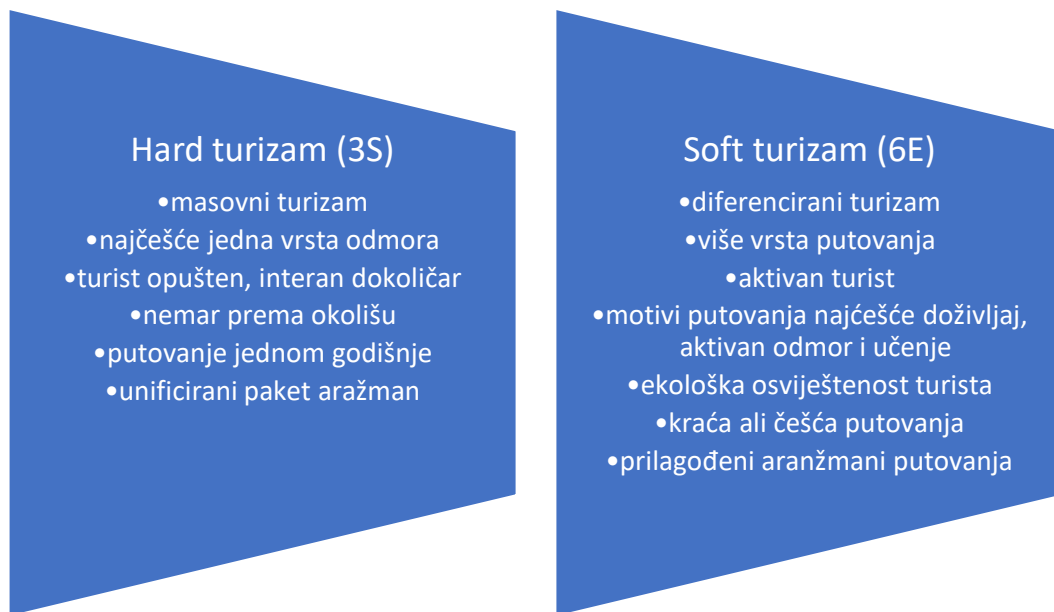 Hard turizam (3S)
•masovni turizam
•najčešće jedna vrsta odmora
•turist opušten, interan dokoličar
•nemar prema okolišu
•putovanje jednom godišnje
•unificirani paket aražman
Soft turizam (6E)
•diferencirani turizam
•više vrsta putovanja
•aktivan turist
•motivi putovanja najćešće doživljaj,
aktivan odmor i učenje
•ekološka osviještenost turista
•kraća ali češća putovanja
•prilagođeni aranžmani putovanja